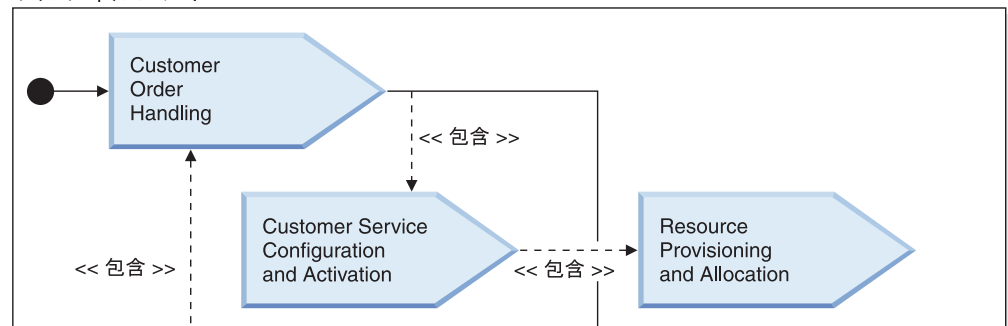 Customer
Order
Handling
<< 包含 >>
Customer Service
Configuration
and Activation
Resource
Provisioning
and Allocation
<< 包含 >>
<< 包含 >>